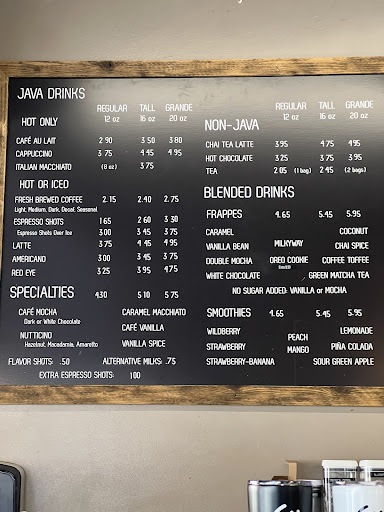 JAVA DRINKS
REGULAR TALL GRANDE
12 oz 16 oz 20 oz
HOT ONLY
CAFÉ AU LAIT 2.90 3.50 3.80
CAPPUCCINO 3.75 4.45 4.95
ITALIAN MACCHIATO (8 oz) 3.75
HOT OR ICED
FRESH BREWED COFFEE 2.15 2.40 2.75
Light, Medium, Dark, Decaf, Seasonal
ESPRESSO SHOTS 1.65 2.60 3.30
Espresso Shots Over Ice 3.00 3.45 3.75
LATTE 3.75 4.45 4.95
AMERICANO 3.00 3.45 3.75
RED EYE 3.25 3.95 4.75
SPECIALTIES 4.30 5.10 5.75
CAFÉ MOCHA CARAMEL MACCHIATO
Dark or White Chocolate
CAFÉ VANILLA
NUTTICINO
Hazelnut, Macadamia, Amaretto
VANILLA SPICE
FLAVOR SHOTS: .50 ALTERNATIVE MILKS: .75
EXTRA ESPRESSO SHOTS: 1.00
REGULAR TALL GRANDE
12 oz 16 oz 20 oz
NON-JAVA
CHAI TEA LATTE 3.95 4.75 4.95
HOT CHOCOLATE 3.25 3.75 3.95
TEA 2.05 (1 bag) 2.45 (2 bags)
BLENDED DRINKS
FRAPPES 4.65 5.45 5.95
CARAMEL COCONUT
VANILLA BEAN MILKYWAY CHAI SPICE
DOUBLE MOCHA OREO COOKIE COFFEE TOFFEE
WHITE CHOCOLATE GREEN MATCHA TEA
NO SUGAR ADDED: VANILLA or MOCHA
SMOOTHIES 4.65 5.45 5.95
WILDBERRY LEMONADE
PEACH
STRAWBERRY MANGO PIÑA COLADA
STRAWBERRY-BANANA SOUR GREEN APPLE